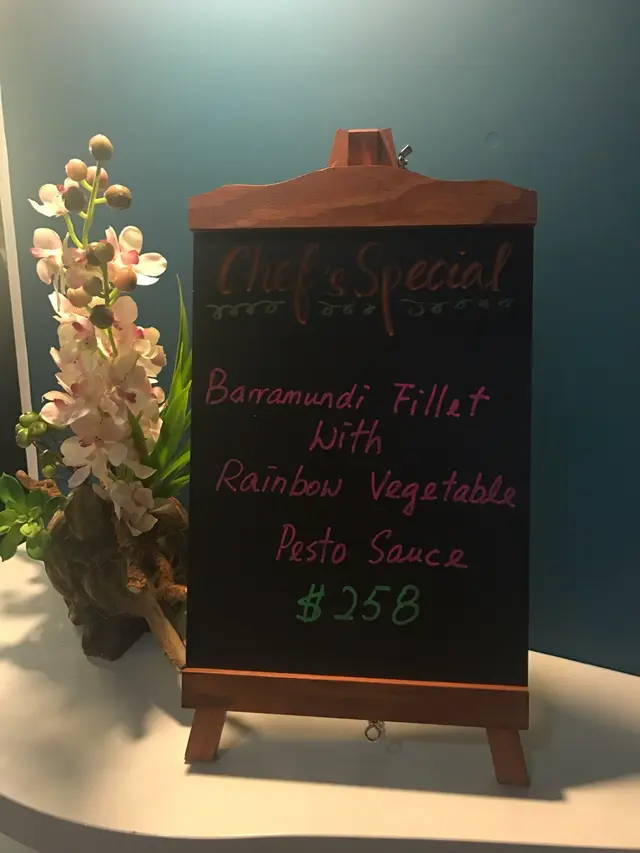 Chef's Special
Barramundi Fillet
With
Rainbow Vegetable
Pesto Sauce
$258